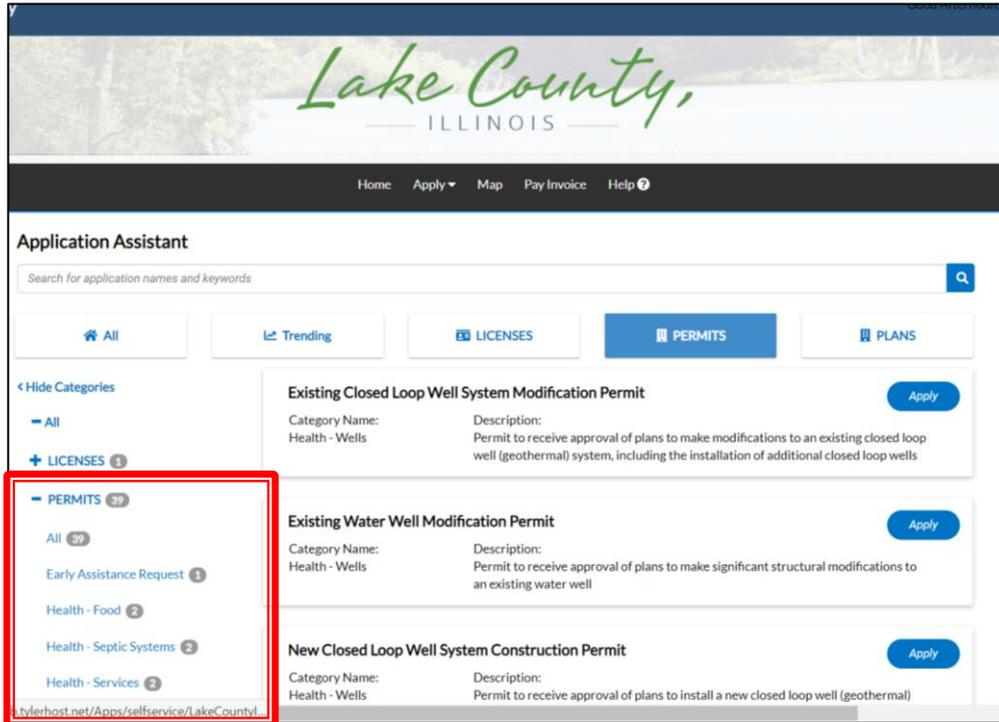 y
Good Afternoon
Lake County,
ILLINOIS
Home Apply Map Pay Invoice Help
Application Assistant
Search for application names and keywords
All Trending LICENSES PERMITS PLANS
Hide Categories
All
LICENSES 1
PERMITS 39
All 39
Early Assistance Request 1
Health - Food 2
Health - Septic Systems 2
Health - Services 2
b.tylerhost.net/Apps/selfservice/LakeCountyI...
Existing Closed Loop Well System Modification Permit
Apply
Category Name: Description:
Health - Wells Permit to receive approval of plans to make modifications to an existing closed loop
well (geothermal) system, including the installation of additional closed loop wells
Existing Water Well Modification Permit
Apply
Category Name: Description:
Health - Wells Permit to receive approval of plans to make significant structural modifications to
an existing water well
New Closed Loop Well System Construction Permit
Apply
Category Name: Description:
Health - Wells Permit to receive approval of plans to install a new closed loop well (geothermal)